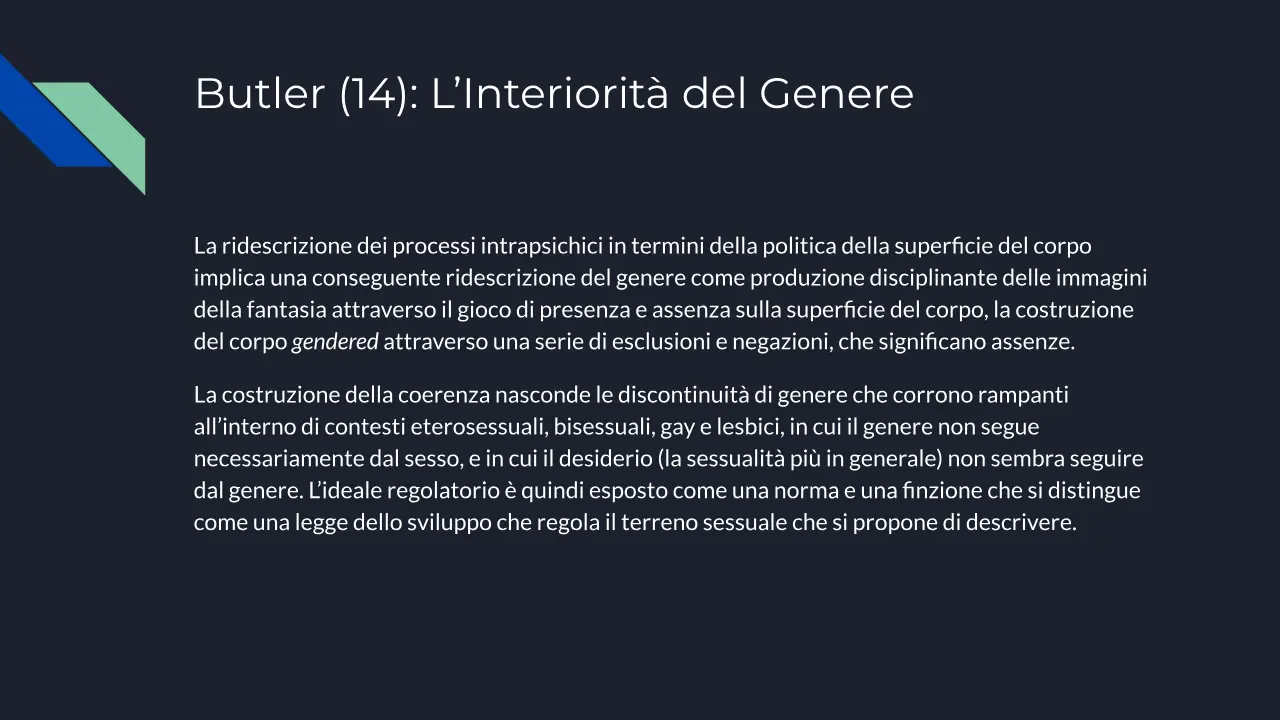 Butler (14): L’Interiorità del Genere
La ridescrizione dei processi intrapsichici in termini della politica della superficie del corpo
implica una conseguente ridescrizione del genere come produzione disciplinante delle immagini
della fantasia attraverso il gioco di presenza e assenza sulla superficie del corpo, la costruzione
del corpo gendered attraverso una serie di esclusioni e negazioni, che significano assenze.
La costruzione della coerenza nasconde le discontinuità di genere che corrono rampanti
all’interno di contesti eterosessuali, bisessuali, gay e lesbici, in cui il genere non segue
necessariamente dal sesso, e in cui il desiderio (la sessualità più in generale) non sembra seguire
dal genere. L’ideale regolatorio è quindi esposto come una norma e una finzione che si distingue
come una legge dello sviluppo che regola il terreno sessuale che si propone di descrivere.